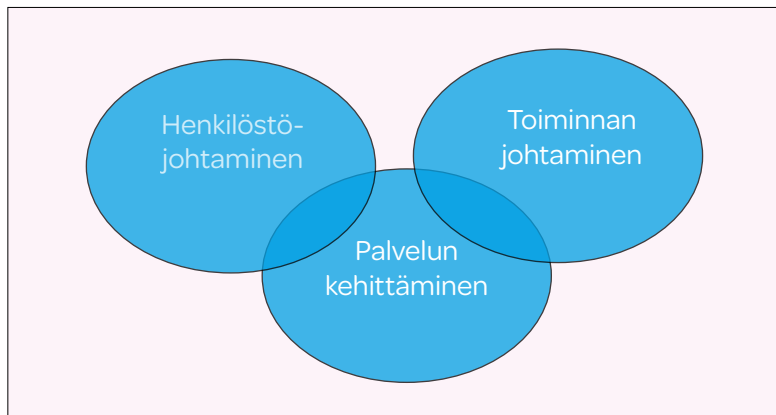 Henkilöstö-
johtaminen
Toiminnan
johtaminen
Palvelun
kehittäminen